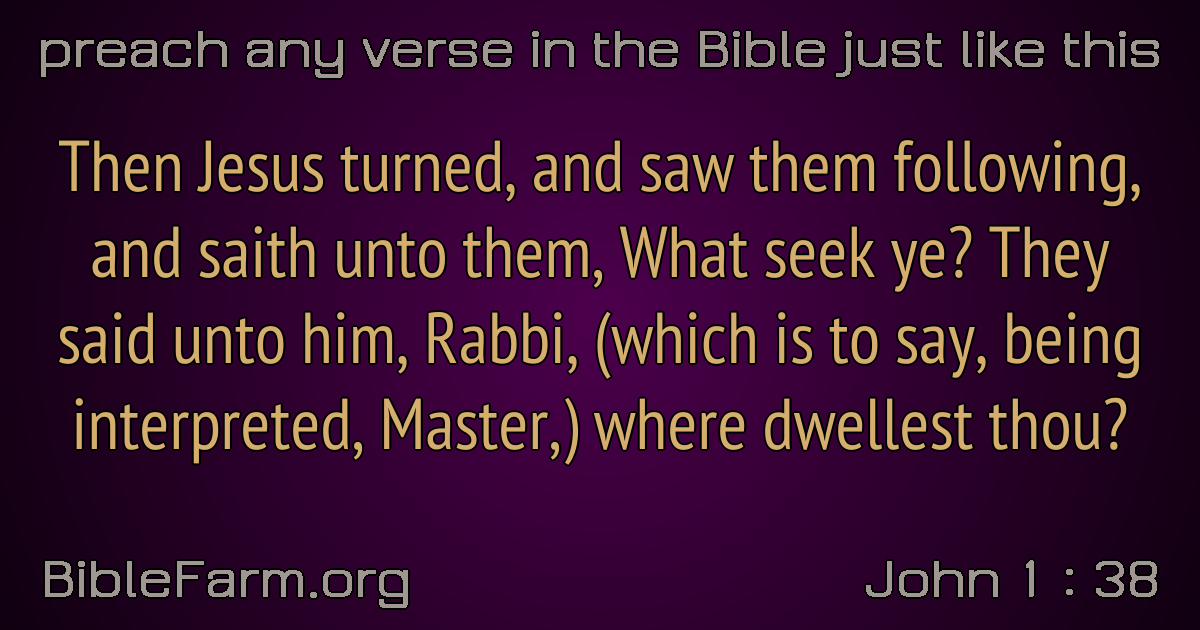 preach any verse in the Bible just like this
Then Jesus turned, and saw them following,
and saith unto them, What seek ye? They
said unto him, Rabbi, (which is to say, being
interpreted, Master,) where dwellest thou?
BibleFarm.org
John 1 : 38